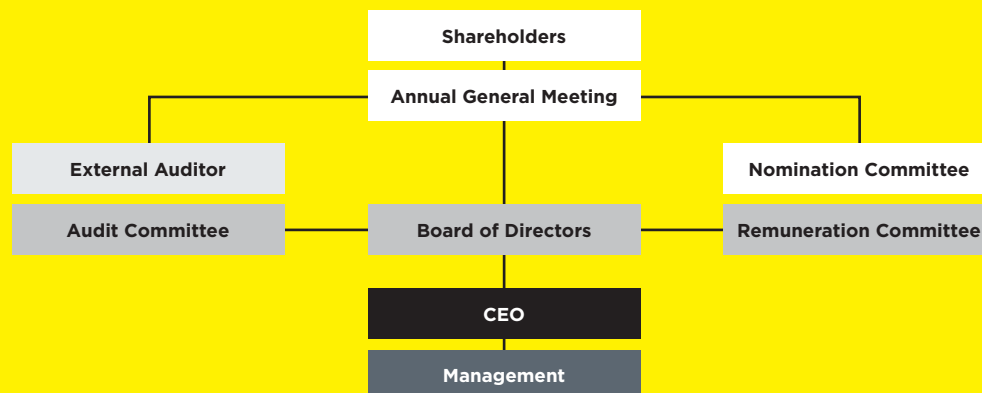 Shareholders
Annual General Meeting
External Auditor
Nomination Committee
Audit Committee
Board of Directors
Remuneration Committee
CEO
Management